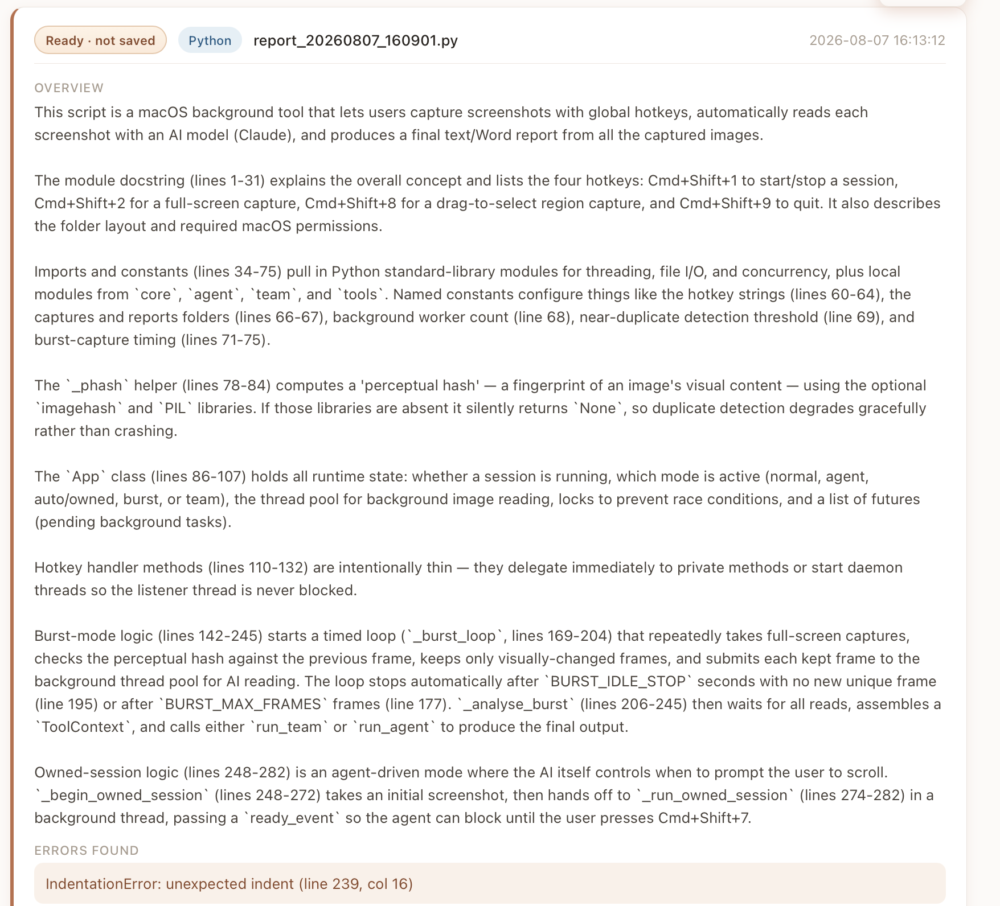 Ready · not saved Python report_20260807_160901.py 2026-08-07 16:13:12
OVERVIEW
This script is a macOS background tool that lets users capture screenshots with global hotkeys, automatically reads each
screenshot with an AI model (Claude), and produces a final text/Word report from all the captured images.
The module docstring (lines 1-31) explains the overall concept and lists the four hotkeys: Cmd+Shift+1 to start/stop a session,
Cmd+Shift+2 for a full-screen capture, Cmd+Shift+8 for a drag-to-select region capture, and Cmd+Shift+9 to quit. It also describes
the folder layout and required macOS permissions.
Imports and constants (lines 34-75) pull in Python standard-library modules for threading, file I/O, and concurrency, plus local
modules from `core`, `agent`, `team`, and `tools`. Named constants configure things like the hotkey strings (lines 60-64), the
captures and reports folders (lines 66-67), background worker count (line 68), near-duplicate detection threshold (line 69), and
burst-capture timing (lines 71-75).
The `_phash` helper (lines 78-84) computes a 'perceptual hash' — a fingerprint of an image's visual content — using the optional
`imagehash` and `PIL` libraries. If those libraries are absent it silently returns `None`, so duplicate detection degrades gracefully
rather than crashing.
The `App` class (lines 86-107) holds all runtime state: whether a session is running, which mode is active (normal, agent,
auto/owned, burst, or team), the thread pool for background image reading, locks to prevent race conditions, and a list of futures
(pending background tasks).
Hotkey handler methods (lines 110-132) are intentionally thin — they delegate immediately to private methods or start daemon
threads so the listener thread is never blocked.
Burst-mode logic (lines 142-245) starts a timed loop (`_burst_loop`, lines 169-204) that repeatedly takes full-screen captures,
checks the perceptual hash against the previous frame, keeps only visually-changed frames, and submits each kept frame to the
background thread pool for AI reading. The loop stops automatically after `BURST_IDLE_STOP` seconds with no new unique frame
(line 195) or after `BURST_MAX_FRAMES` frames (line 177). `_analyse_burst` (lines 206-245) then waits for all reads, assembles a
`ToolContext`, and calls either `run_team` or `run_agent` to produce the final output.
Owned-session logic (lines 248-282) is an agent-driven mode where the AI itself controls when to prompt the user to scroll.
`_begin_owned_session` (lines 248-272) takes an initial screenshot, then hands off to `_run_owned_session` (lines 274-282) in a
background thread, passing a `ready_event` so the agent can block until the user presses Cmd+Shift+7.
ERRORS FOUND
IndentationError: unexpected indent (line 239, col 16)